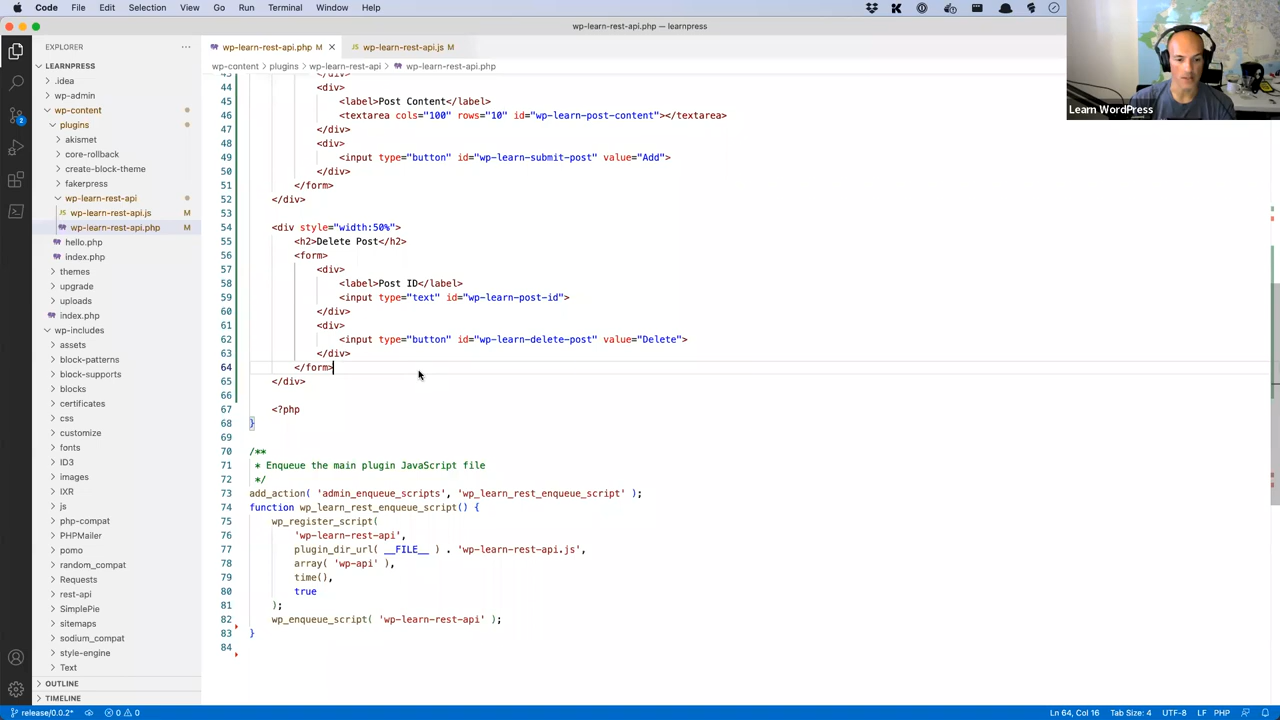 Code File Edit Selection View Go Run Terminal Window Help
wp-learn-rest-api.php — learnpress
EXPLORER
LEARNPRESS
.idea
wp-admin
wp-content
plugins
akismet
core-rollback
create-block-theme
fakerpress
wp-learn-rest-api
wp-learn-rest-api.js M
wp-learn-rest-api.php M
hello.php
index.php
themes
upgrade
uploads
index.php
wp-includes
assets
block-patterns
block-supports
blocks
certificates
css
customize
fonts
ID3
images
IXR
js
php-compat
PHPMailer
pomo
random_compat
Requests
rest-api
SimplePie
sitemaps
sodium_compat
style-engine
Text
OUTLINE
TIMELINE
2
wp-learn-rest-api.php M
wp-learn-rest-api.js M
wp-content > plugins > wp-learn-rest-api > wp-learn-rest-api.php
43 </div>
44 <div>
45 <label>Post Content</label>
46 <textarea cols="100" rows="10" id="wp-learn-post-content"></textarea>
47 </div>
48 <div>
49 <input type="button" id="wp-learn-submit-post" value="Add">
50 </div>
51 </form>
52 </div>
53
54 <div style="width:50%">
55 <h2>Delete Post</h2>
56 <form>
57 <div>
58 <label>Post ID</label>
59 <input type="text" id="wp-learn-post-id">
60 </div>
61 <div>
62 <input type="button" id="wp-learn-delete-post" value="Delete">
63 </div>
64 </form>
65 </div>
66
67 <?php
68 }
69
70 /**
71 * Enqueue the main plugin JavaScript file
72 */
73 add_action( 'admin_enqueue_scripts', 'wp_learn_rest_enqueue_script' );
74 function wp_learn_rest_enqueue_script() {
75 wp_register_script(
76 'wp-learn-rest-api',
77 plugin_dir_url( __FILE__ ) . 'wp-learn-rest-api.js',
78 array( 'wp-api' ),
79 time(),
80 true
81 );
82 wp_enqueue_script( 'wp-learn-rest-api' );
83 }
84
Learn WordPress
release/0.0.2* 0 0
Ln 64, Col 16 Tab Size: 4 UTF-8 LF PHP